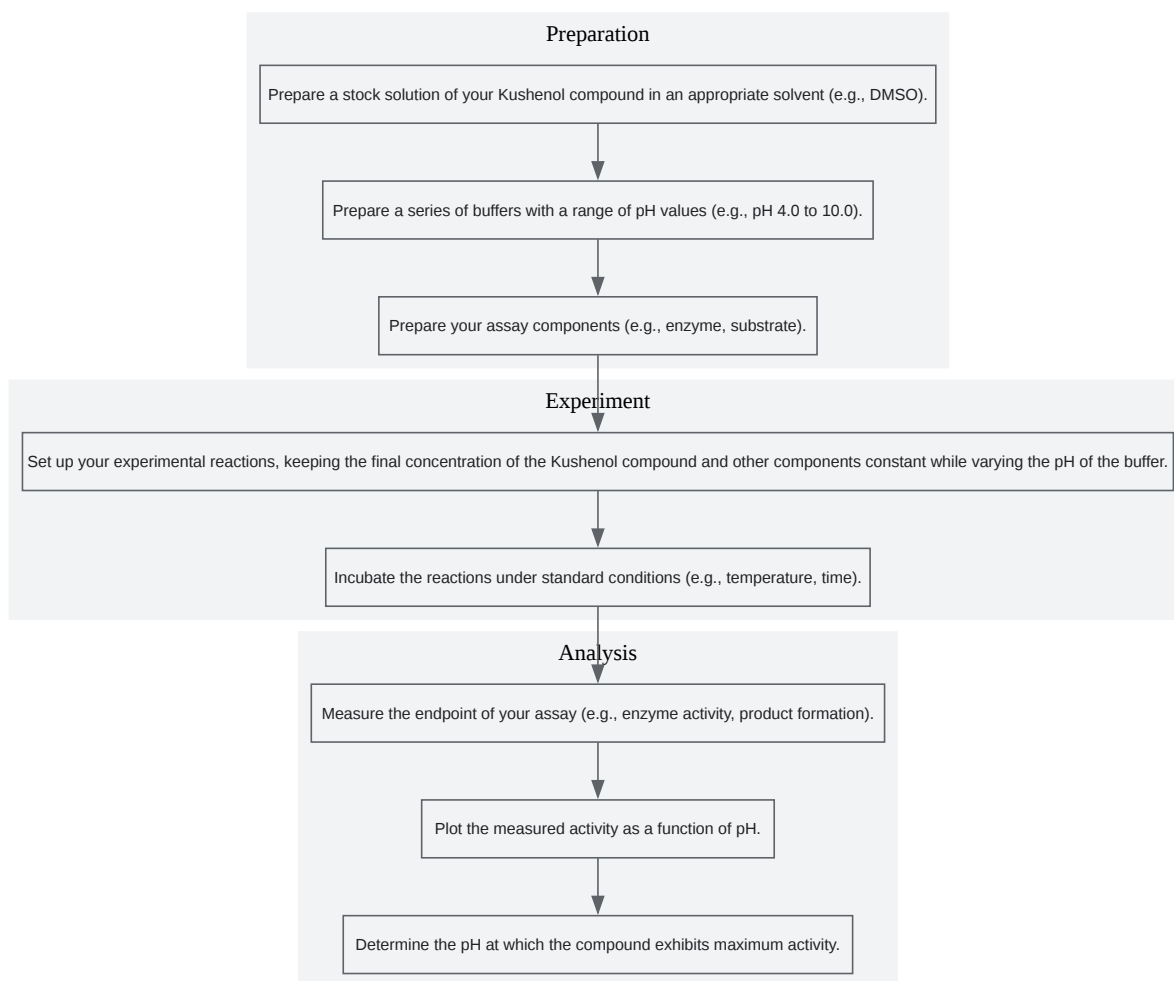 Preparation
Prepare a stock solution of your Kushenol compound in an appropriate solvent (e.g., DMSO).
Prepare a series of buffers with a range of pH values (e.g., pH 4.0 to 10.0).
Prepare your assay components (e.g., enzyme, substrate).
Experiment
Set up your experimental reactions, keeping the final concentration of the Kushenol compound and other components constant while varying the pH of the buffer.
Incubate the reactions under standard conditions (e.g., temperature, time).
Analysis
Measure the endpoint of your assay (e.g., enzyme activity, product formation).
Plot the measured activity as a function of pH.
Determine the pH at which the compound exhibits maximum activity.